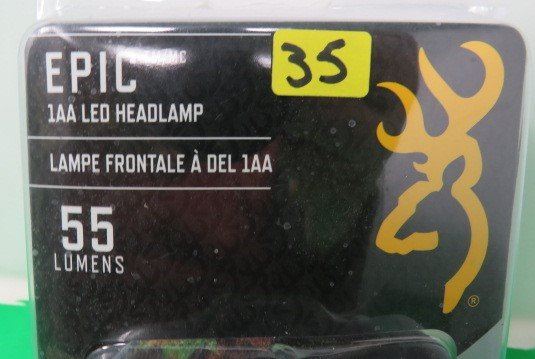 EPIC
35
1AA LED HEADLAMP
LAMPE FRONTALE À DEL 1AA
55
LUMENS
®